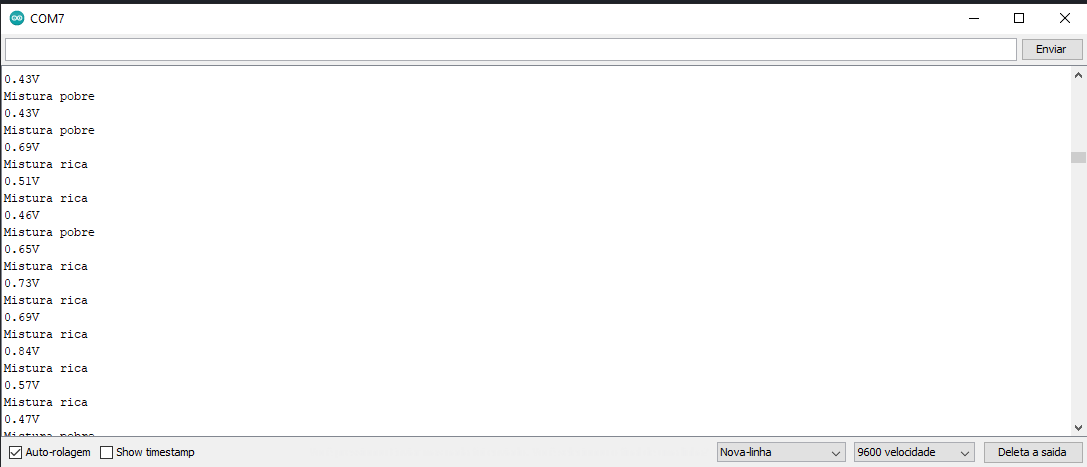 COM7
Enviar
0.43V
Mistura pobre
0.43V
Mistura pobre
0.69V
Mistura rica
0.51V
Mistura rica
0.46V
Mistura pobre
0.65V
Mistura rica
0.73V
Mistura rica
0.69V
Mistura rica
0.84V
Mistura rica
0.57V
Mistura rica
0.47V
Mistura pobre
Auto-rolagem Show timestamp Nova-linha 9600 velocidade Deleta a saida